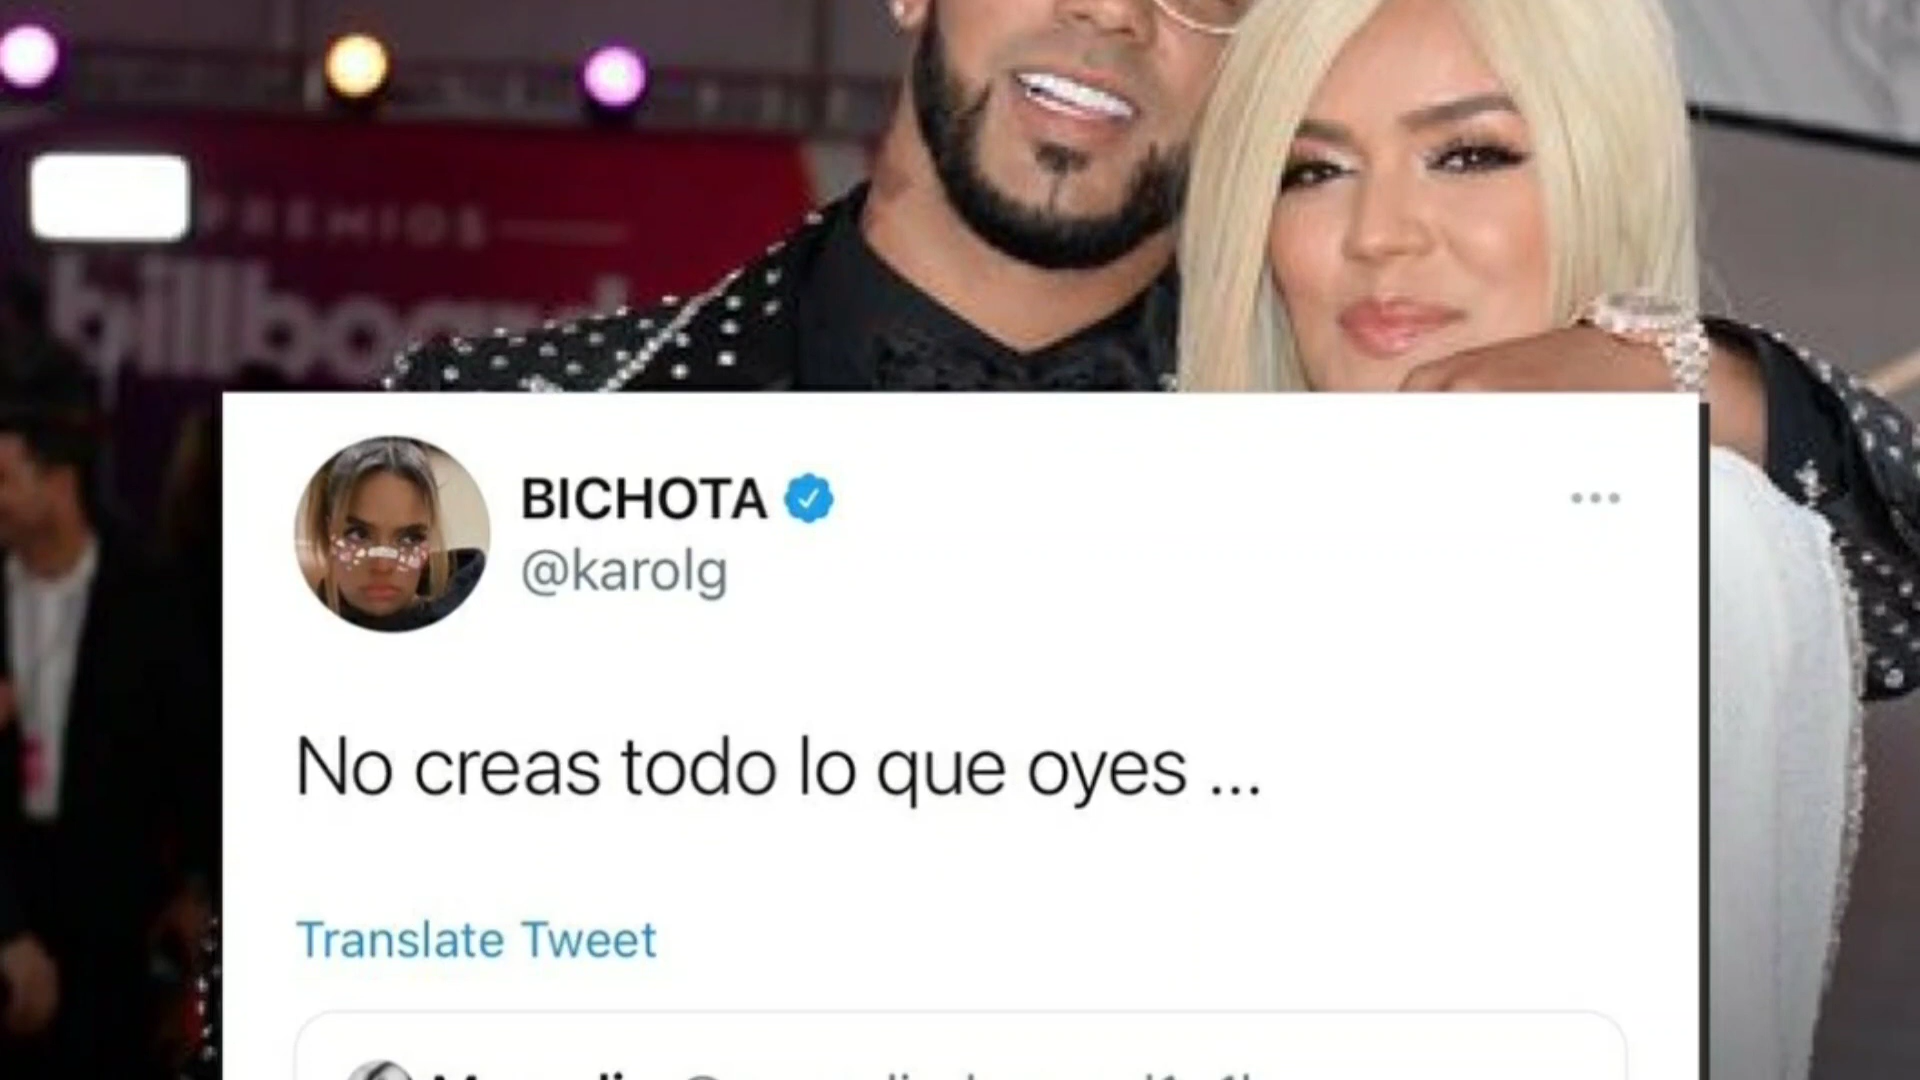 PREMIOS
billboard
BICHOTA
@karolg
No creas todo lo que oyes ...
Translate Tweet